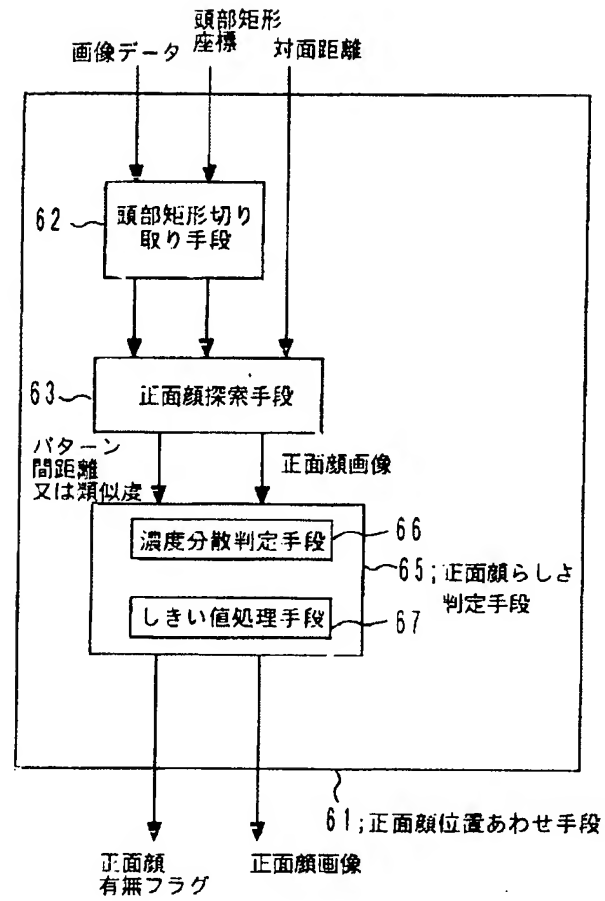 頭部矩形
座標
画像データ
対面距離
62
頭部矩形切り
取り手段
63
正面顔探索手段
パターン
間距離
又は類似度
正面顔画像
濃度分散判定手段
66
65;正面顔らしさ
判定手段
しきい値処理手段
67
61;正面顔位置あわせ手段
正面顔
有無フラグ
正面顔画像